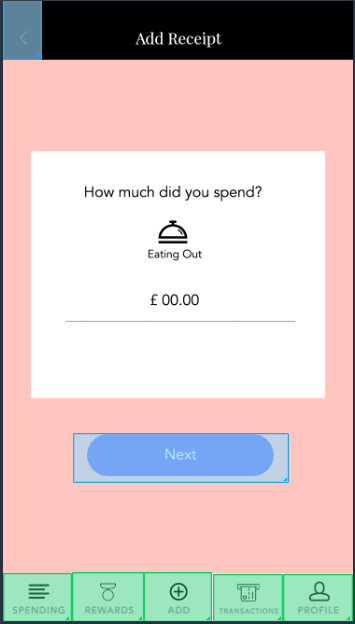 Add Receipt
How much did you spend?
Eating Out
£ 00.00
Next
SPENDING REWARDS ADD TRANSACTIONS PROFILE